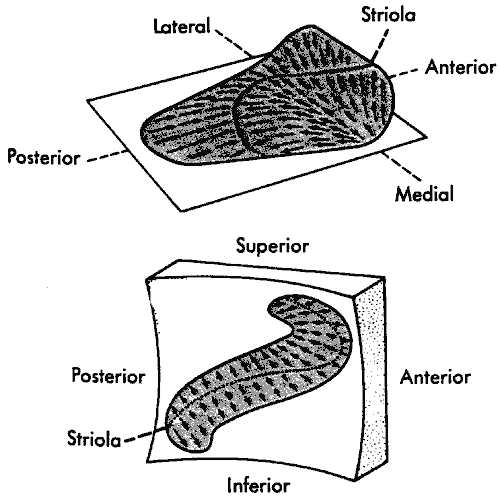 Lateral
Striola
Anterior
Posterior
Medial
Superior
Posterior
Anterior
Striola
Inferior